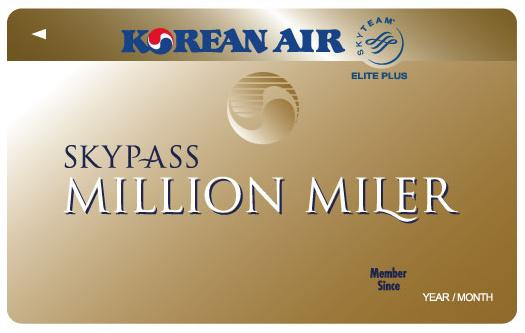 KOREAN AIR
SKYTEAM
ELITE PLUS
SKYPASS
MILLION MILER
Member
Since
YEAR / MONTH